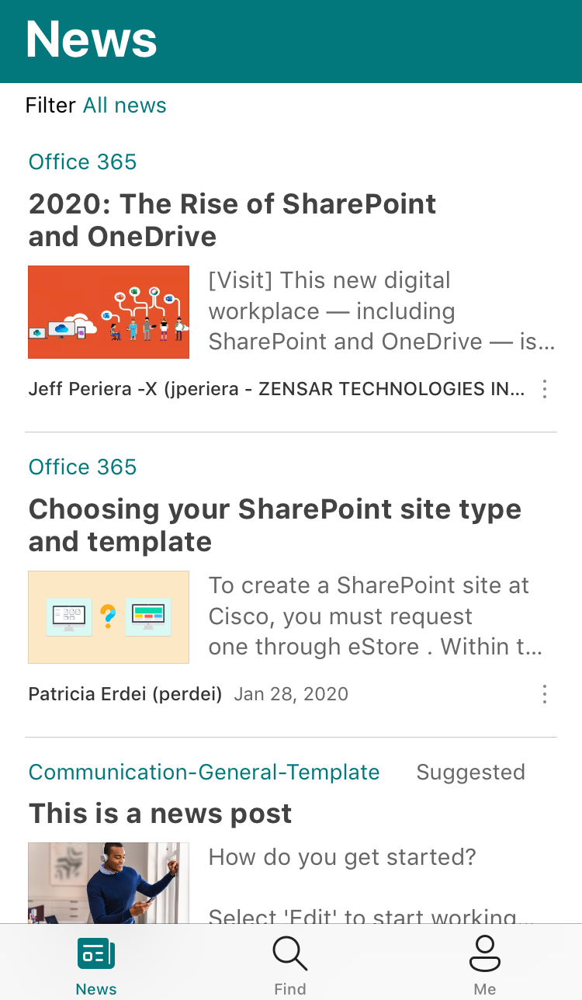 News
Filter All news
Office 365
2020: The Rise of SharePoint
and OneDrive
[Visit] This new digital
workplace — including
SharePoint and OneDrive — is...
Jeff Periera -X (jperiera - ZENSAR TECHNOLOGIES IN...
Office 365
Choosing your SharePoint site type
and template
To create a SharePoint site at
Cisco, you must request
one through eStore . Within t...
Patricia Erdei (perdei) Jan 28, 2020
Communication-General-Template Suggested
This is a news post
How do you get started?
Select 'Edit' to start working...
News Find Me